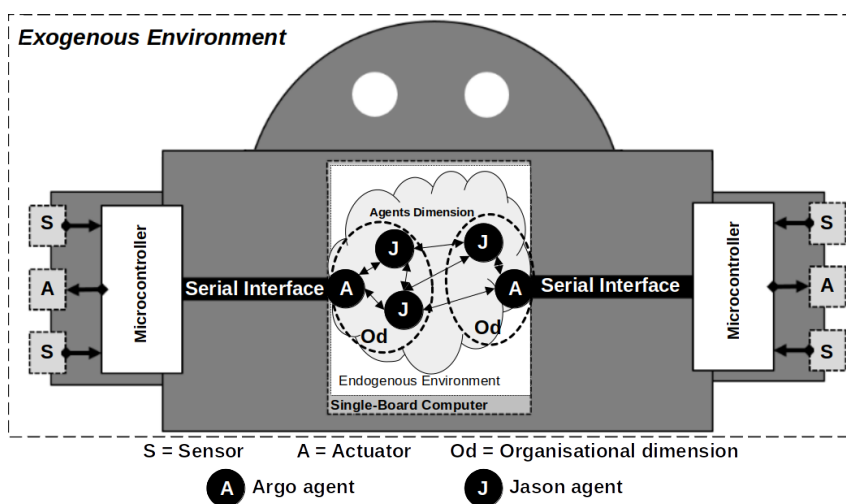 Exogenous Environment
Agents Dimension
S
A
S
Microcontroller
Serial Interface
A
J
J
Od
J
A
Od
Serial Interface
Microcontroller
S
A
S
Endogenous Environment
Single-Board Computer
S = Sensor A = Actuator Od = Organisational dimension
A Argo agent J Jason agent